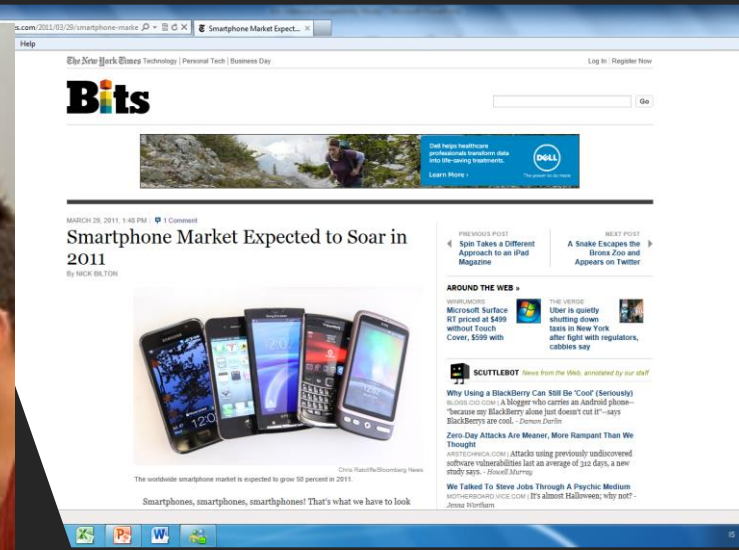 s.com/2011/03/29/smartphone-marke
Smartphone Market Expect...
Help
The New York Times Technology | Personal Tech | Business Day
Log In | Register Now
Bits
Go
Dell helps healthcare
professionals transform data
into life-saving treatments.
Learn More ›
DELL
The power to do more
MARCH 29, 2011, 1:48 PM | 1 Comment
Smartphone Market Expected to Soar in
2011
By NICK BILTON
Chris Ratcliffe/Bloomberg News
The worldwide smartphone market is expected to grow 50 percent in 2011.
Smartphones, smartphones, smarthphones! That's what we have to look
PREVIOUS POST
Spin Takes a Different
Approach to an iPad
Magazine
NEXT POST
A Snake Escapes the
Bronx Zoo and
Appears on Twitter
AROUND THE WEB »
WINRUMORS
Microsoft Surface
RT priced at $499
without Touch
Cover, $599 with
THE VERGE
Uber is quietly
shutting down
taxis in New York
after fight with regulators,
cabbies say
SCUTTLEBOT News from the Web, annotated by our staff
Why Using a BlackBerry Can Still Be 'Cool' (Seriously)
BLOGS.CIO.COM | A blogger who carries an Android phone--
"because my BlackBerry alone just doesn't cut it"--says
BlackBerrys are cool. - Damon Darlin
Zero-Day Attacks Are Meaner, More Rampant Than We
Thought
ARSTECHNICA.COM | Attacks using previously undiscovered
software vulnerabilities last an average of 312 days, a new
study says. - Howell Murray
We Talked To Steve Jobs Through A Psychic Medium
MOTHERBOARD.VICE.COM | It's almost Halloween; why not? -
Jenna Wortham
15